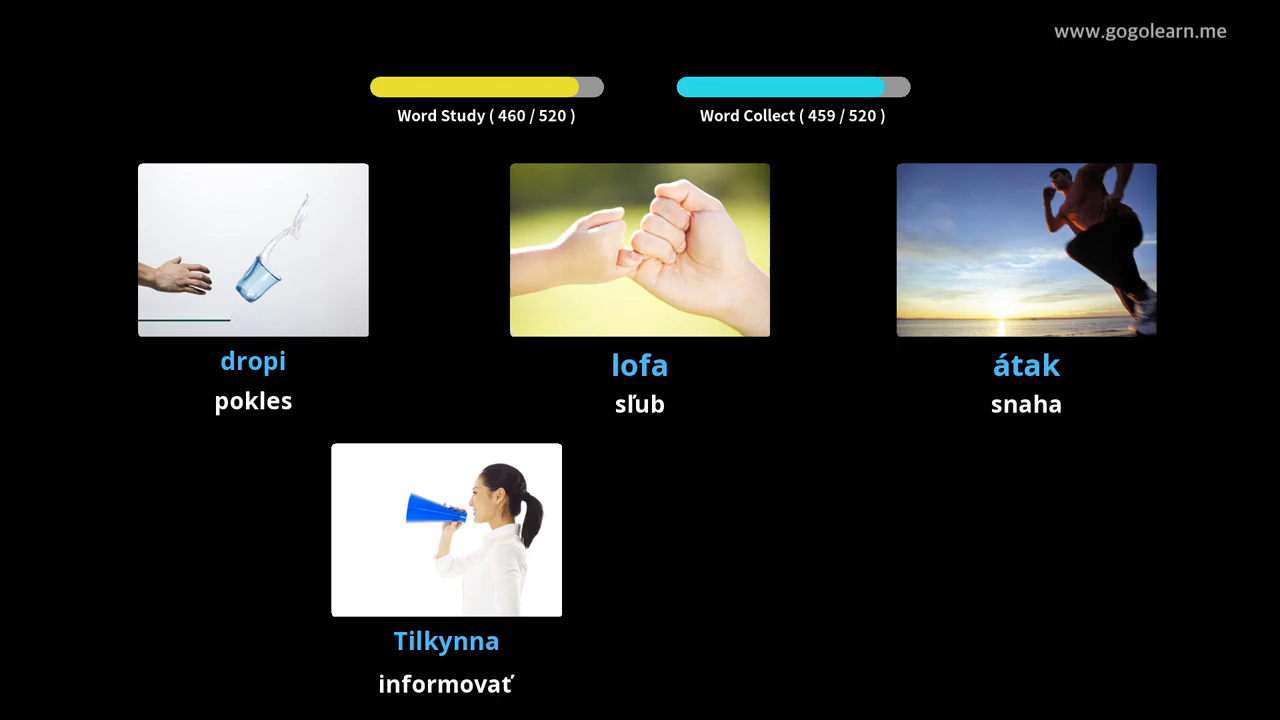 www.gogolearn.me
Word Study ( 460 / 520 )
Word Collect ( 459 / 520 )
dropi
pokles
lofa
sľub
átak
snaha
Tilkynna
informovať